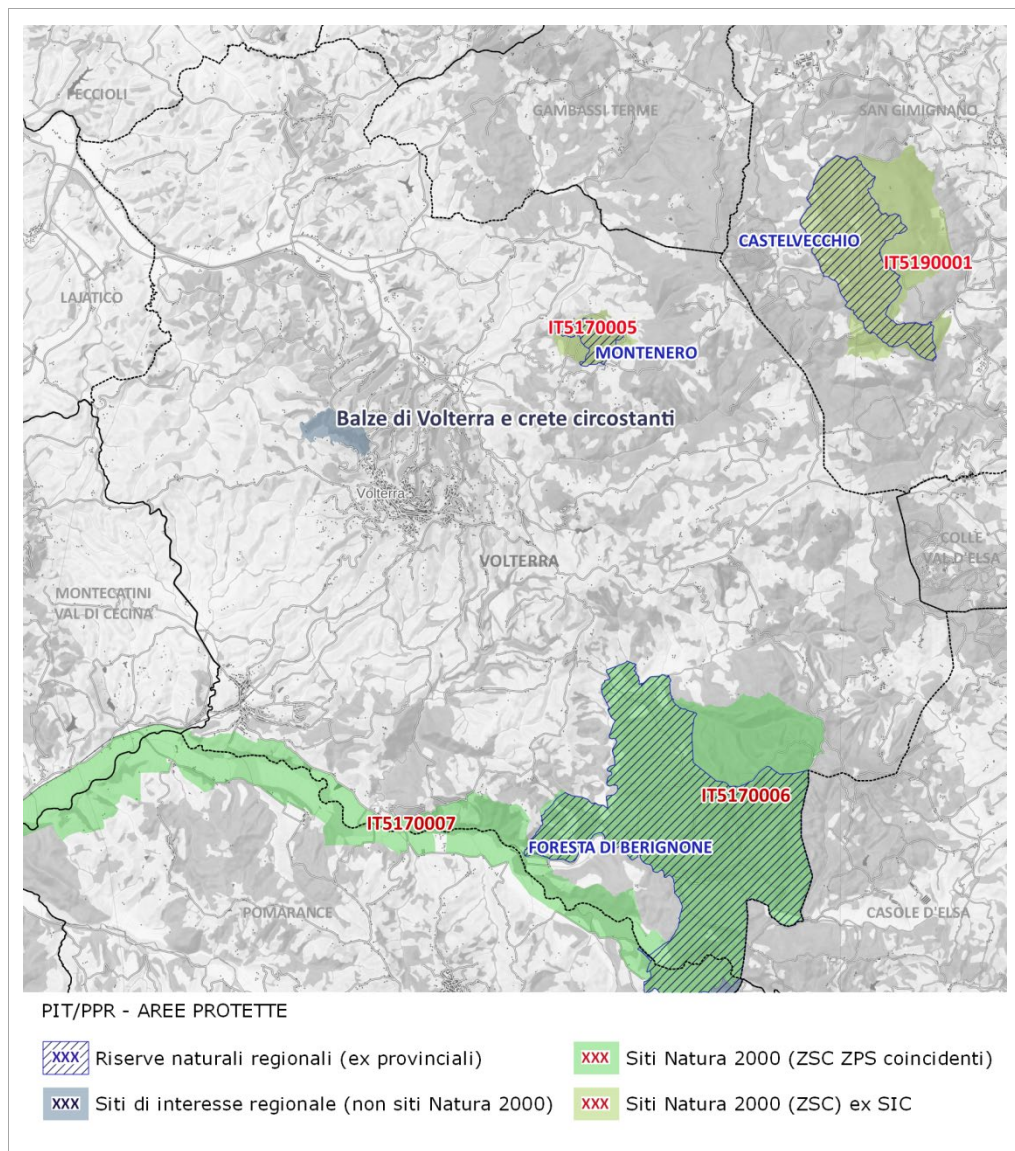 PECCIOLI
GAMBASSI TERME
SAN GIMIGNANO
CASTELVECCHIO
IT5190001
LAJATICO
IT5170005
MONTENERO
Balze di Volterra e crete circostanti
Volterra
VOLTERRA
COLLE
VAL D'ELSA
MONTECATINI
VAL DI CECINA
IT5170006
IT5170007
FORESTA DI BERIGNONE
POMARANCE
CASOLE D'ELSA
PIT/PPR - AREE PROTETTE
XXX Riserve naturali regionali (ex provinciali)
XXX Siti Natura 2000 (ZSC ZPS coincidenti)
XXX Siti di interesse regionale (non siti Natura 2000)
XXX Siti Natura 2000 (ZSC) ex SIC